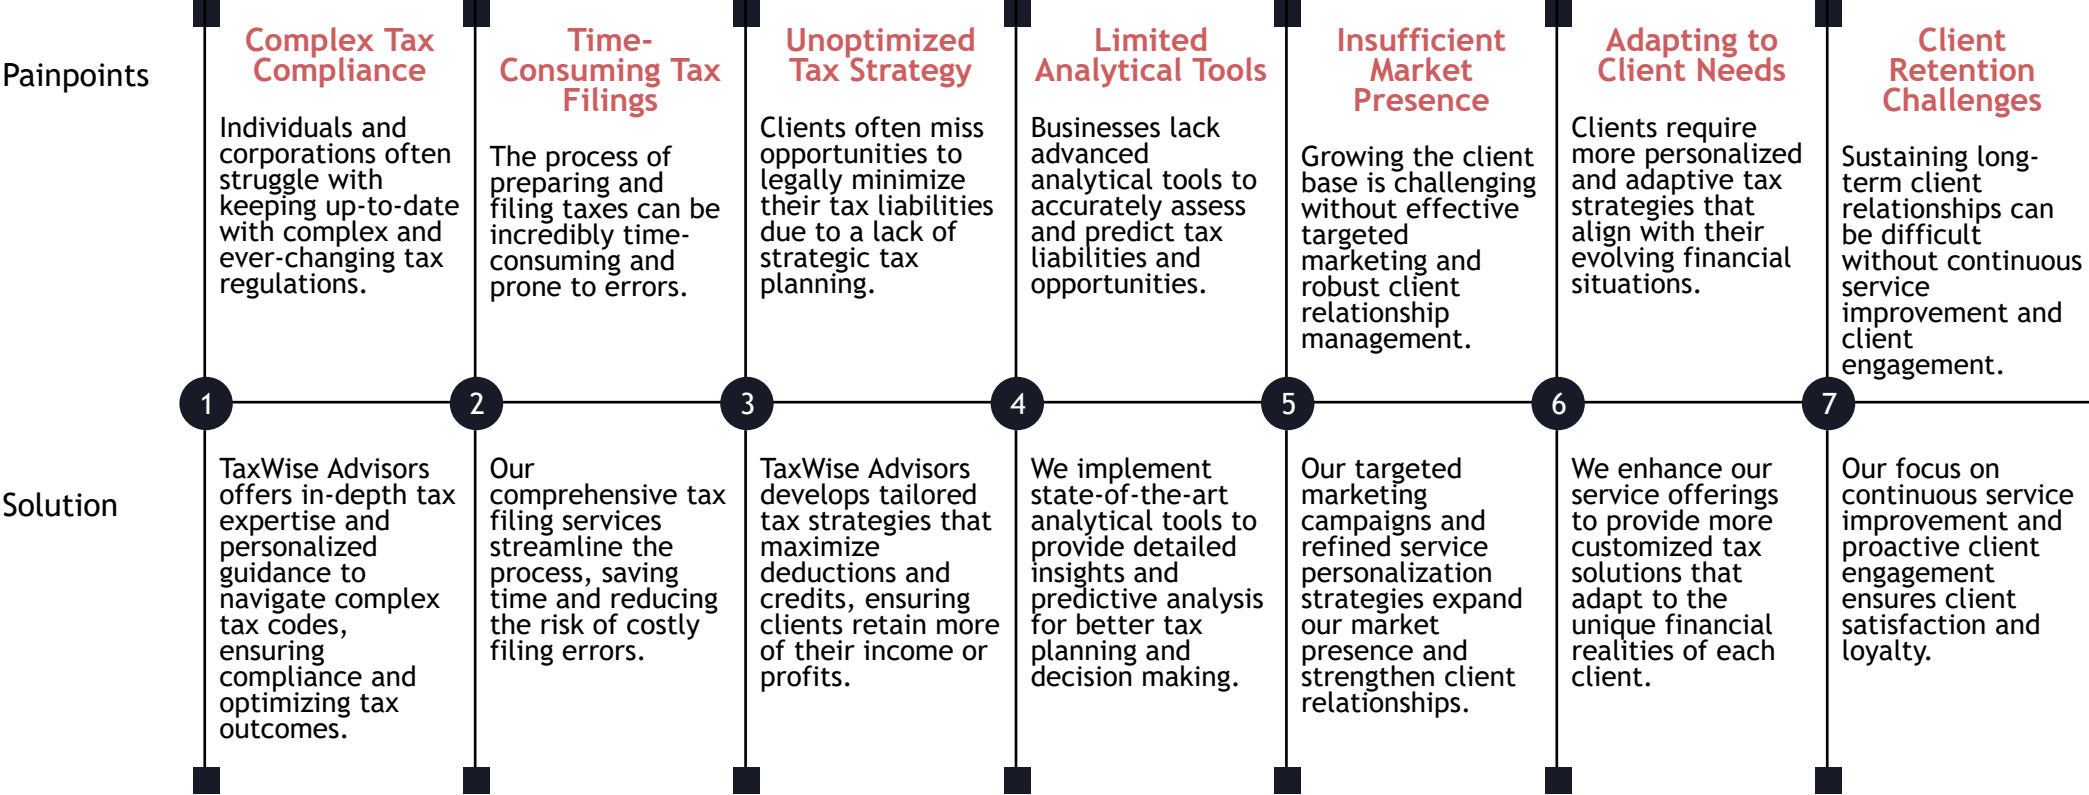 Painpoints
Complex Tax
Compliance
Individuals and
corporations often
struggle with
keeping up-to-date
with complex and
ever-changing tax
regulations.
Time-
Consuming Tax
Filings
The process of
preparing and
filing taxes can be
incredibly time-
consuming and
prone to errors.
Unoptimized
Tax Strategy
Clients often miss
opportunities to
legally minimize
their tax liabilities
due to a lack of
strategic tax
planning.
Limited
Analytical Tools
Businesses lack
advanced
analytical tools to
accurately assess
and predict tax
liabilities and
opportunities.
Insufficient
Market
Presence
Growing the client
base is challenging
without effective
targeted
marketing and
robust client
relationship
management.
Adapting to
Client Needs
Clients require
more personalized
and adaptive tax
strategies that
align with their
evolving financial
situations.
Client
Retention
Challenges
Sustaining long-
term client
relationships can
be difficult
without continuous
service
improvement and
client
engagement.
1
2
3
4
5
6
7
Solution
TaxWise Advisors
offers in-depth tax
expertise and
personalized
guidance to
navigate complex
tax codes,
ensuring
compliance and
optimizing tax
outcomes.
Our
comprehensive tax
filing services
streamline the
process, saving
time and reducing
the risk of costly
filing errors.
TaxWise Advisors
develops tailored
tax strategies that
maximize
deductions and
credits, ensuring
clients retain more
of their income or
profits.
We implement
state-of-the-art
analytical tools to
provide detailed
insights and
predictive analysis
for better tax
planning and
decision making.
Our targeted
marketing
campaigns and
refined service
personalization
strategies expand
our market
presence and
strengthen client
relationships.
We enhance our
service offerings
to provide more
customized tax
solutions that
adapt to the
unique financial
realities of each
client.
Our focus on
continuous service
improvement and
proactive client
engagement
ensures client
satisfaction and
loyalty.